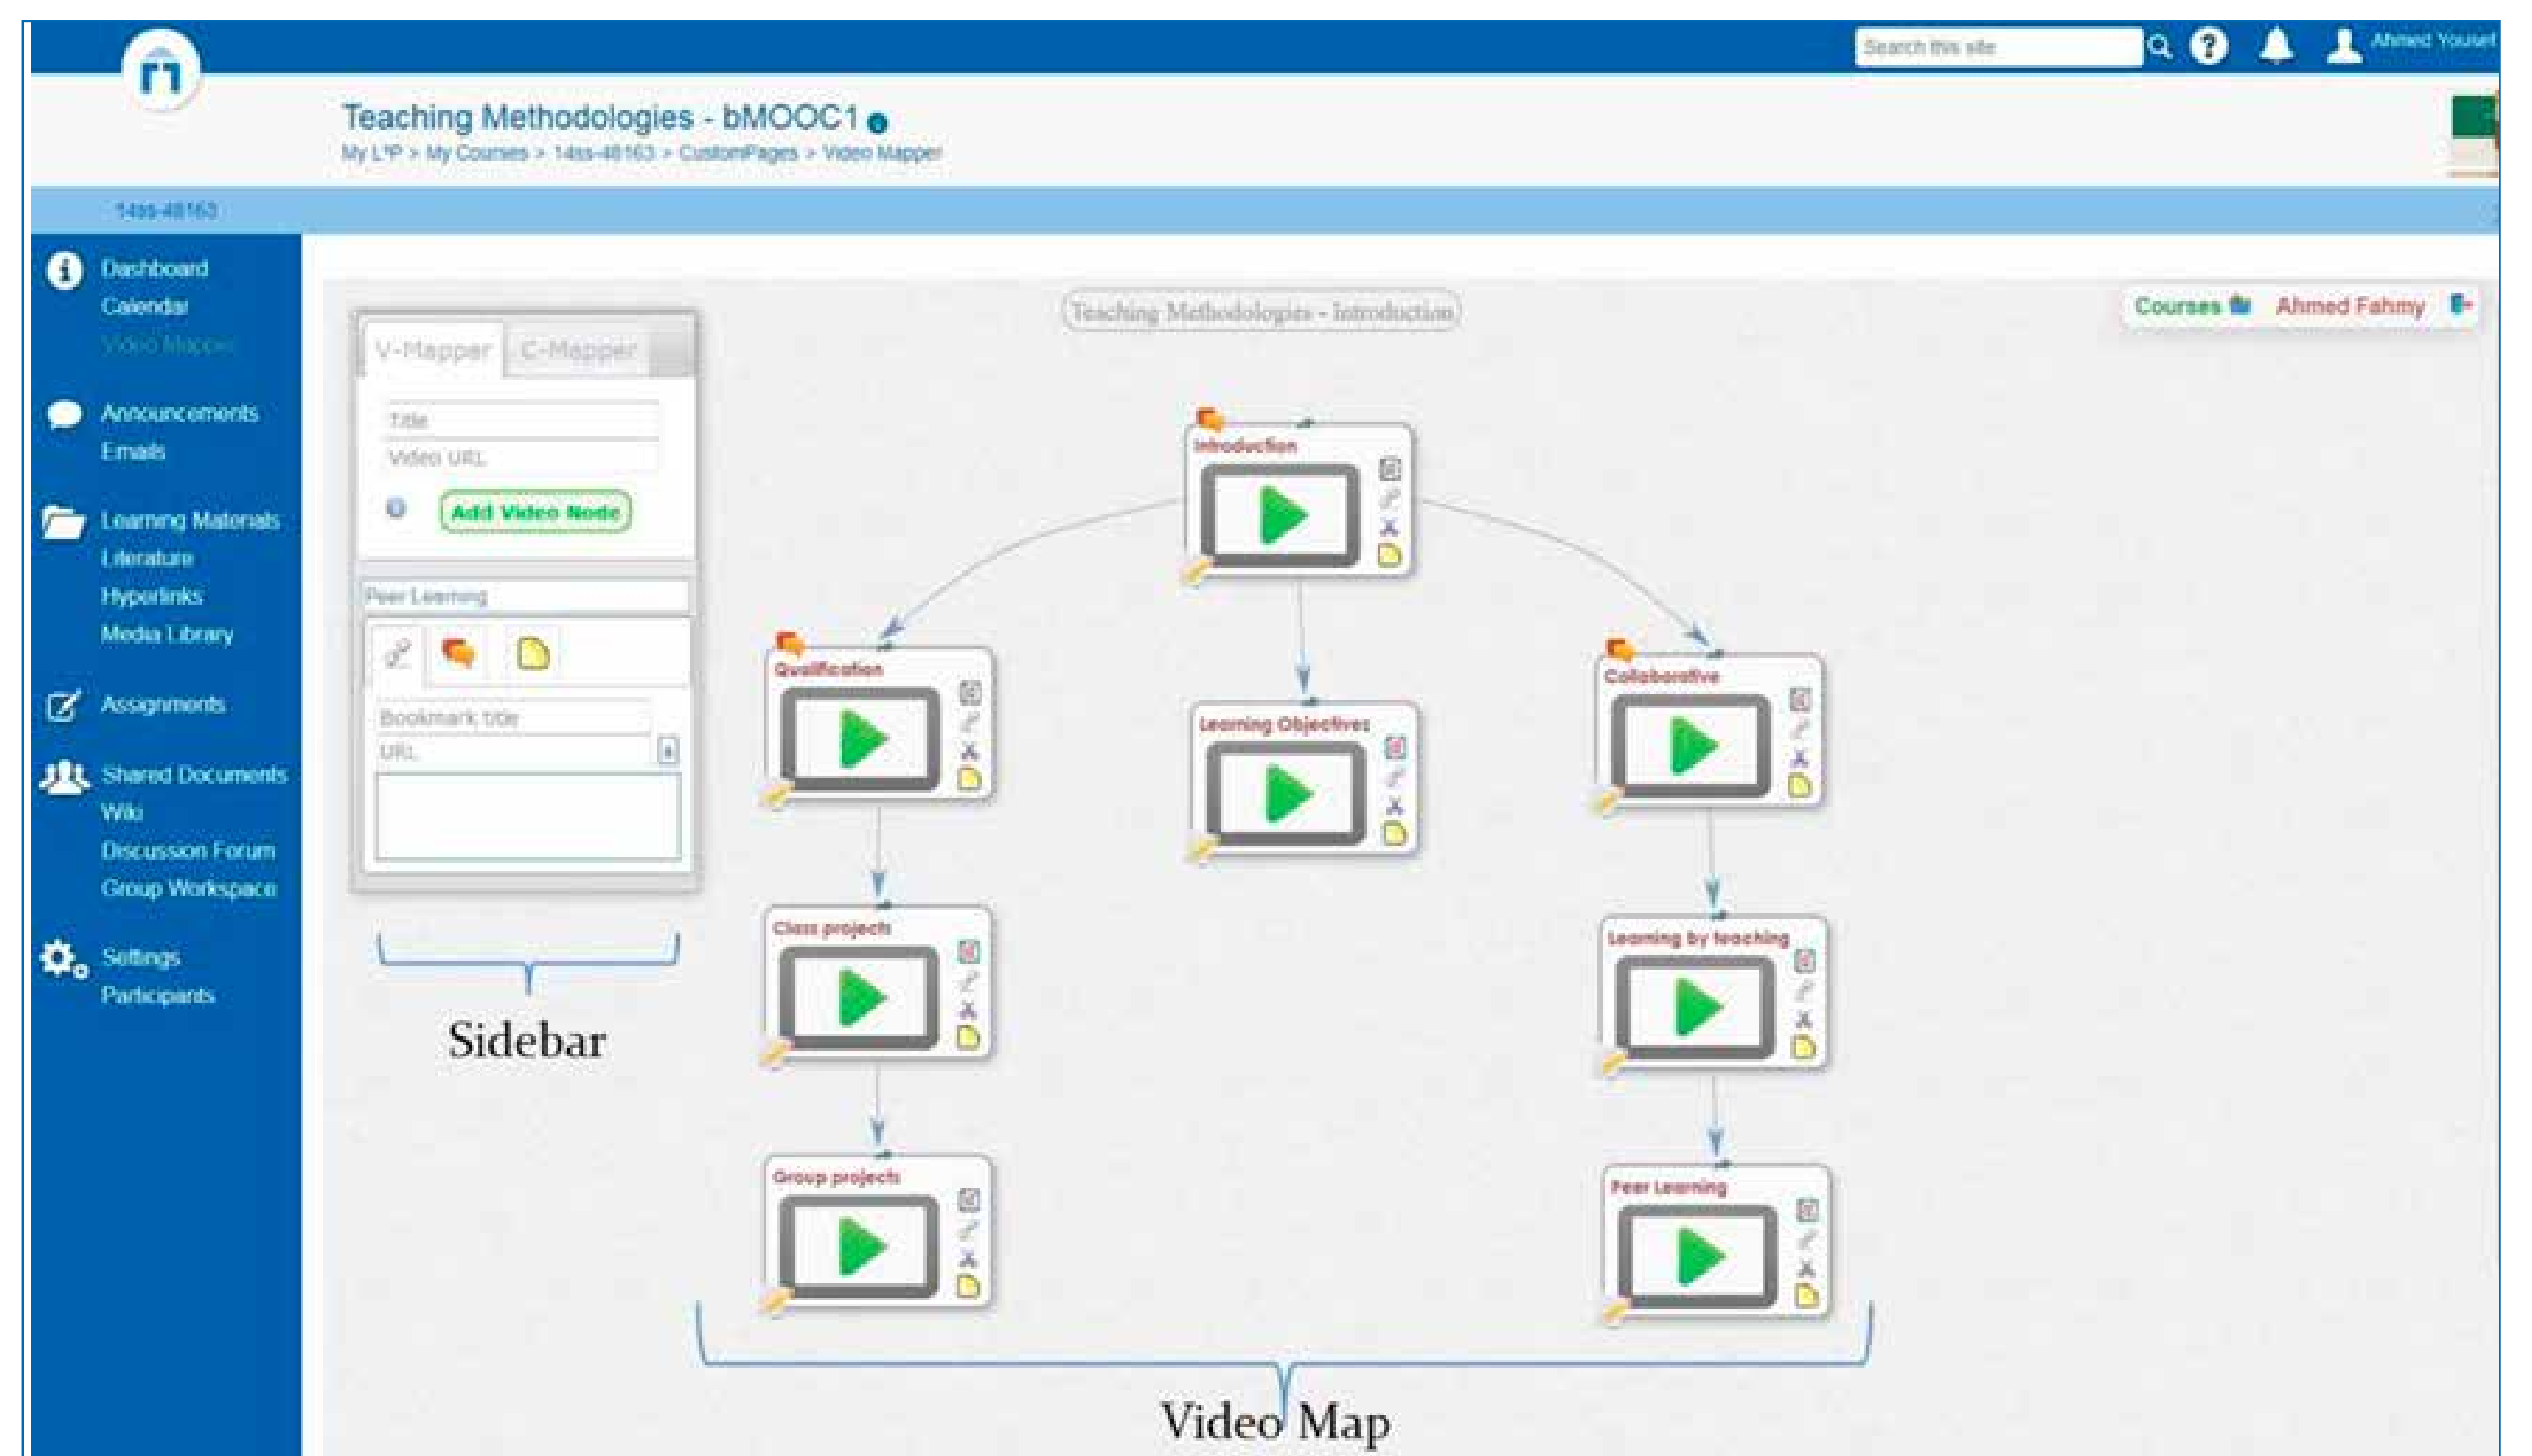 Search this site
Ahmed Yousef
Teaching Methodologies - bMOOC1
My L²P > My Courses > 14ss-48163 > CustomPages > Video Mapper
14ss-48163
Dashboard
Calendar
Video Mapper
Announcements
Emails
Learning Materials
Literature
Hyperlinks
Media Library
Assignments
Shared Documents
Wiki
Discussion Forum
Group Workspace
Settings
Participants
V-Mapper C-Mapper
Title
Video URL
Add Video Node
Peer Learning
Bookmark title
URL
Sidebar
Teaching Methodologies - Introduction
Courses Ahmed Fahmy
Introduction
Qualification
Learning Objectives
Collaborative
Class projects
Learning by teaching
Group projects
Peer Learning
Video Map